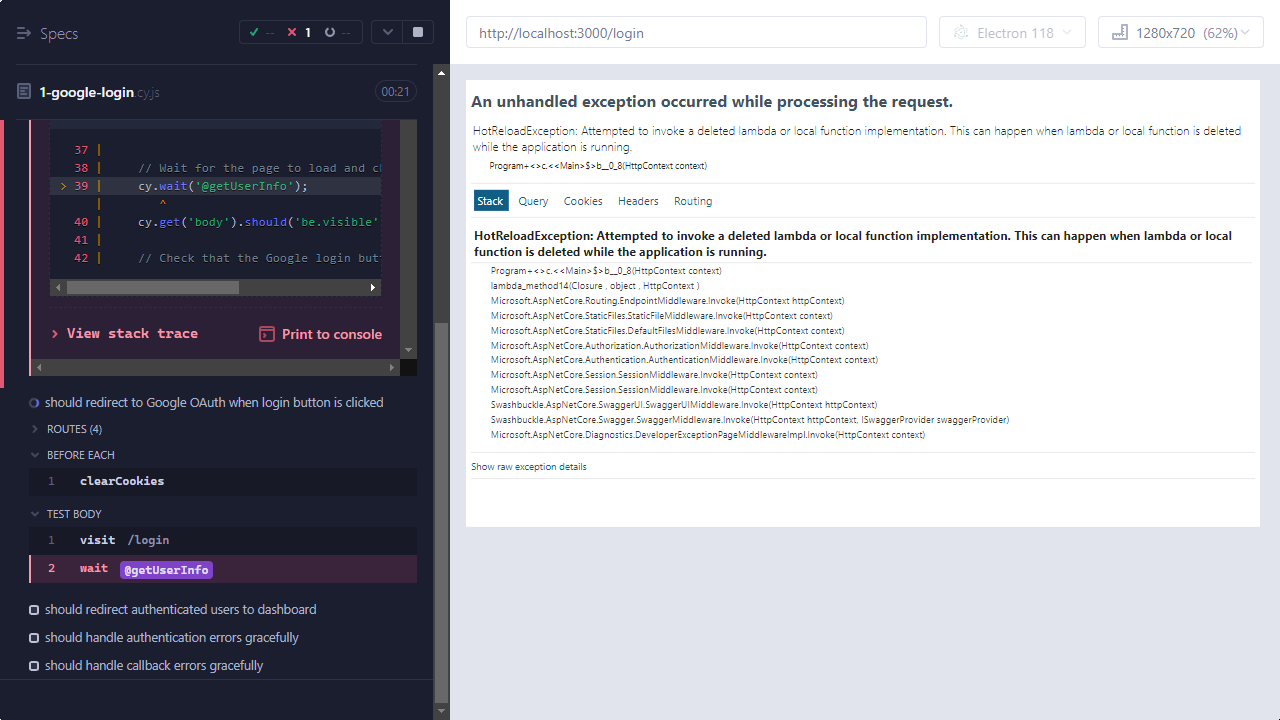 Specs
-- 1 --
1-google-login.cy.js
00:21
37 |
38 | // Wait for the page to load and c
> 39 | cy.wait('@getUserInfo');
| ^
40 | cy.get('body').should('be.visible'
41 |
42 | // Check that the Google login but
> View stack trace
Print to console
should redirect to Google OAuth when login button is clicked
ROUTES (4)
BEFORE EACH
1 clearCookies
TEST BODY
1 visit /login
2 wait @getUserInfo
should redirect authenticated users to dashboard
should handle authentication errors gracefully
should handle callback errors gracefully
http://localhost:3000/login
Electron 118
1280x720 (62%)
An unhandled exception occurred while processing the request.
HotReloadException: Attempted to invoke a deleted lambda or local function implementation. This can happen when lambda or local function is deleted
while the application is running.
Program+<>c.<<Main>$>b__0_8(HttpContext context)
Stack Query Cookies Headers Routing
HotReloadException: Attempted to invoke a deleted lambda or local function implementation. This can happen when lambda or local
function is deleted while the application is running.
Program+<>c.<<Main>$>b__0_8(HttpContext context)
lambda_method14(Closure , object , HttpContext )
Microsoft.AspNetCore.Routing.EndpointMiddleware.Invoke(HttpContext httpContext)
Microsoft.AspNetCore.StaticFiles.StaticFileMiddleware.Invoke(HttpContext context)
Microsoft.AspNetCore.StaticFiles.DefaultFilesMiddleware.Invoke(HttpContext context)
Microsoft.AspNetCore.Authorization.AuthorizationMiddleware.Invoke(HttpContext context)
Microsoft.AspNetCore.Authentication.AuthenticationMiddleware.Invoke(HttpContext context)
Microsoft.AspNetCore.Session.SessionMiddleware.Invoke(HttpContext context)
Microsoft.AspNetCore.Session.SessionMiddleware.Invoke(HttpContext context)
Swashbuckle.AspNetCore.SwaggerUI.SwaggerUIMiddleware.Invoke(HttpContext httpContext)
Swashbuckle.AspNetCore.Swagger.SwaggerMiddleware.Invoke(HttpContext httpContext, ISwaggerProvider swaggerProvider)
Microsoft.AspNetCore.Diagnostics.DeveloperExceptionPageMiddlewareImpl.Invoke(HttpContext context)
Show raw exception details